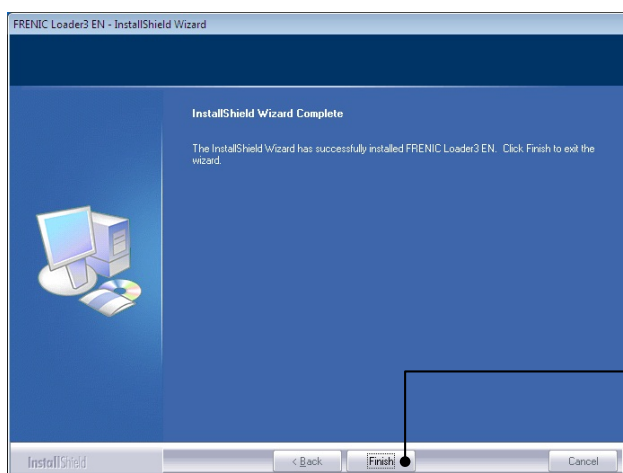 FRENIC Loader3 EN - InstallShield Wizard
InstallShield Wizard Complete
The InstallShield Wizard has successfully installed FRENIC Loader3 EN. Click Finish to exit the
wizard.
InstallShield
< Back
Finish
Cancel